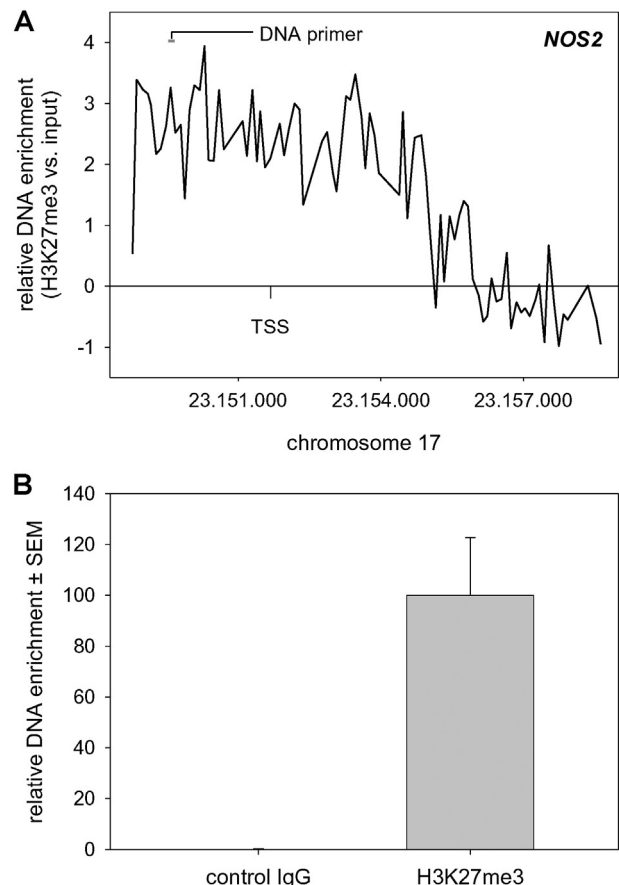 A
DNA primer
NOS2
relative DNA enrichment
(H3K27me3 vs. input)
4
3
2
1
0
-1
TSS
23.151.000
23.154.000
23.157.000
chromosome 17
B
relative DNA enrichment ± SEM
140
120
100
80
60
40
20
0
control IgG
H3K27me3